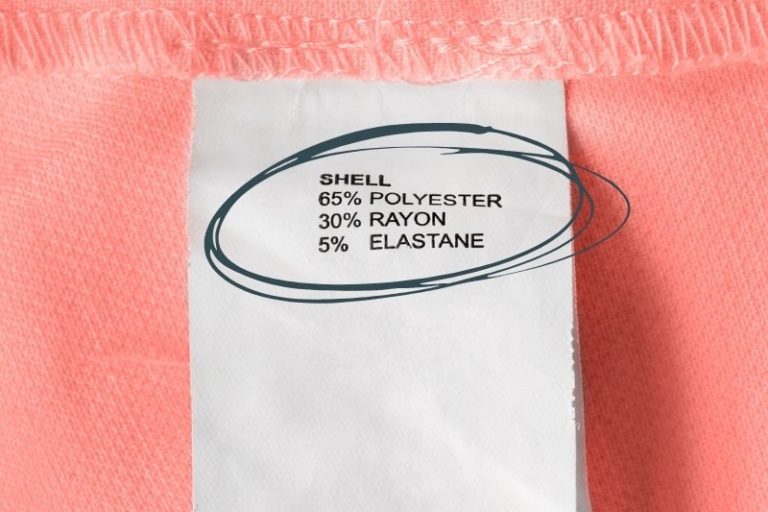 SHELL
65% POLYESTER
30% RAYON
5% ELASTANE